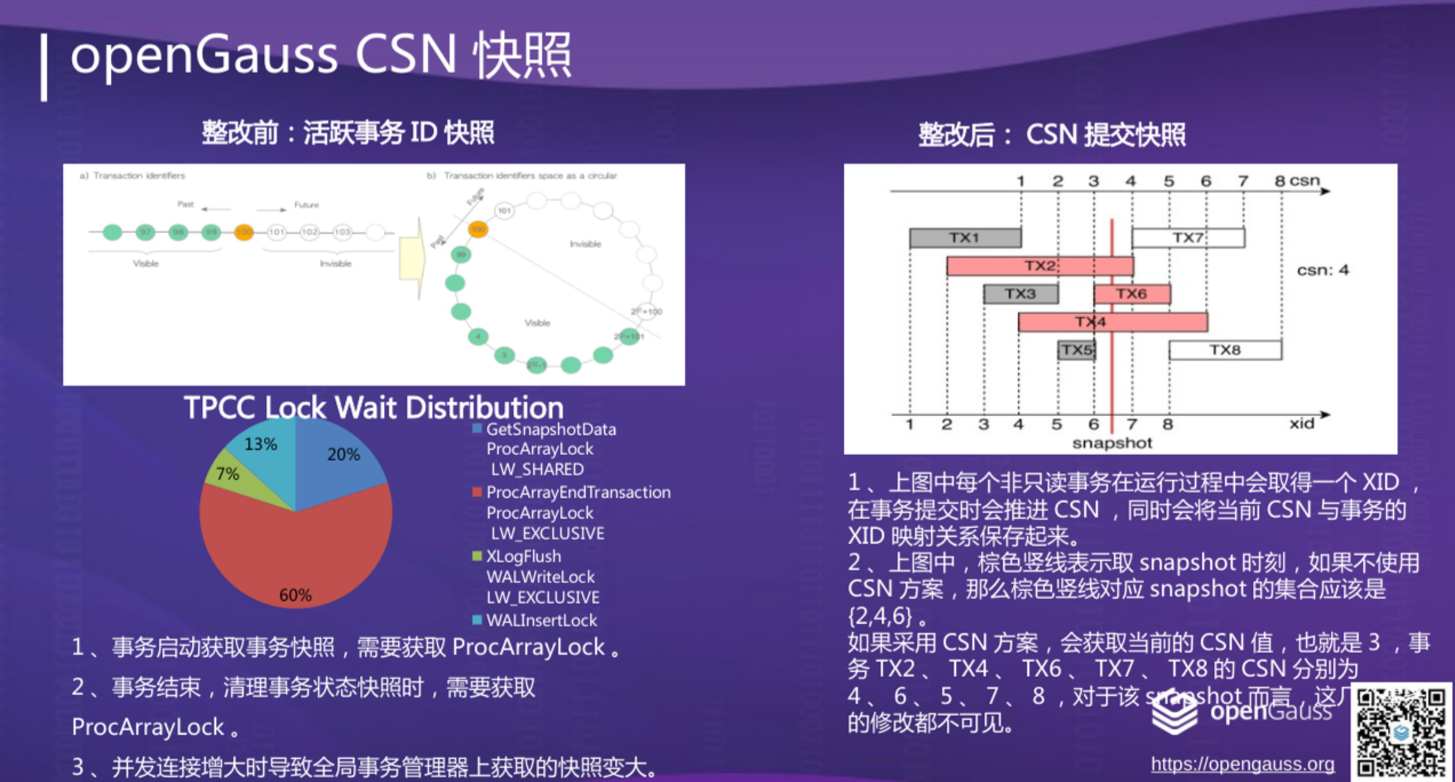 openGauss CSN 快照
整改前：活跃事务 ID 快照
a) Transaction identifiers
b) Transaction identifiers space as a circular
Past
Future
97
98
99
100
101
102
103
Visible
Invisible
Past
Future
101
100
99
Invisible
Visible
4
3
2³¹+100
2³¹+101
TPCC Lock Wait Distribution
20%
60%
7%
13%
GetSnapshotData
ProcArrayLock
LW_SHARED
ProcArrayEndTransaction
ProcArrayLock
LW_EXCLUSIVE
XLogFlush
WALWriteLock
LW_EXCLUSIVE
WALInsertLock
1 、事务启动获取事务快照，需要获取 ProcArrayLock 。
2 、事务结束，清理事务状态快照时，需要获取
ProcArrayLock 。
3 、并发连接增大时导致全局事务管理器上获取的快照变大。
整改后： CSN 提交快照
1 2 3 4 5 6 7 8 csn
TX1
TX7
TX2
csn: 4
TX3
TX6
TX4
TX5
TX8
1 2 3 4 5 6 7 8 xid
snapshot
1 、上图中每个非只读事务在运行过程中会取得一个 XID ，
在事务提交时会推进 CSN ，同时会将当前 CSN 与事务的
XID 映射关系保存起来。
2 、上图中，棕色竖线表示取 snapshot 时刻，如果不使用
CSN 方案，那么棕色竖线对应 snapshot 的集合应该是
{2,4,6} 。
如果采用 CSN 方案，会获取当前的 CSN 值，也就是 3 ，事
务 TX2 、 TX4 、 TX6 、 TX7 、 TX8 的 CSN 分别为
4 、 6 、 5 、 7 、 8 ，对于该 snapshot 而言，这几
的修改都不可见。
openGauss
https://opengauss.org